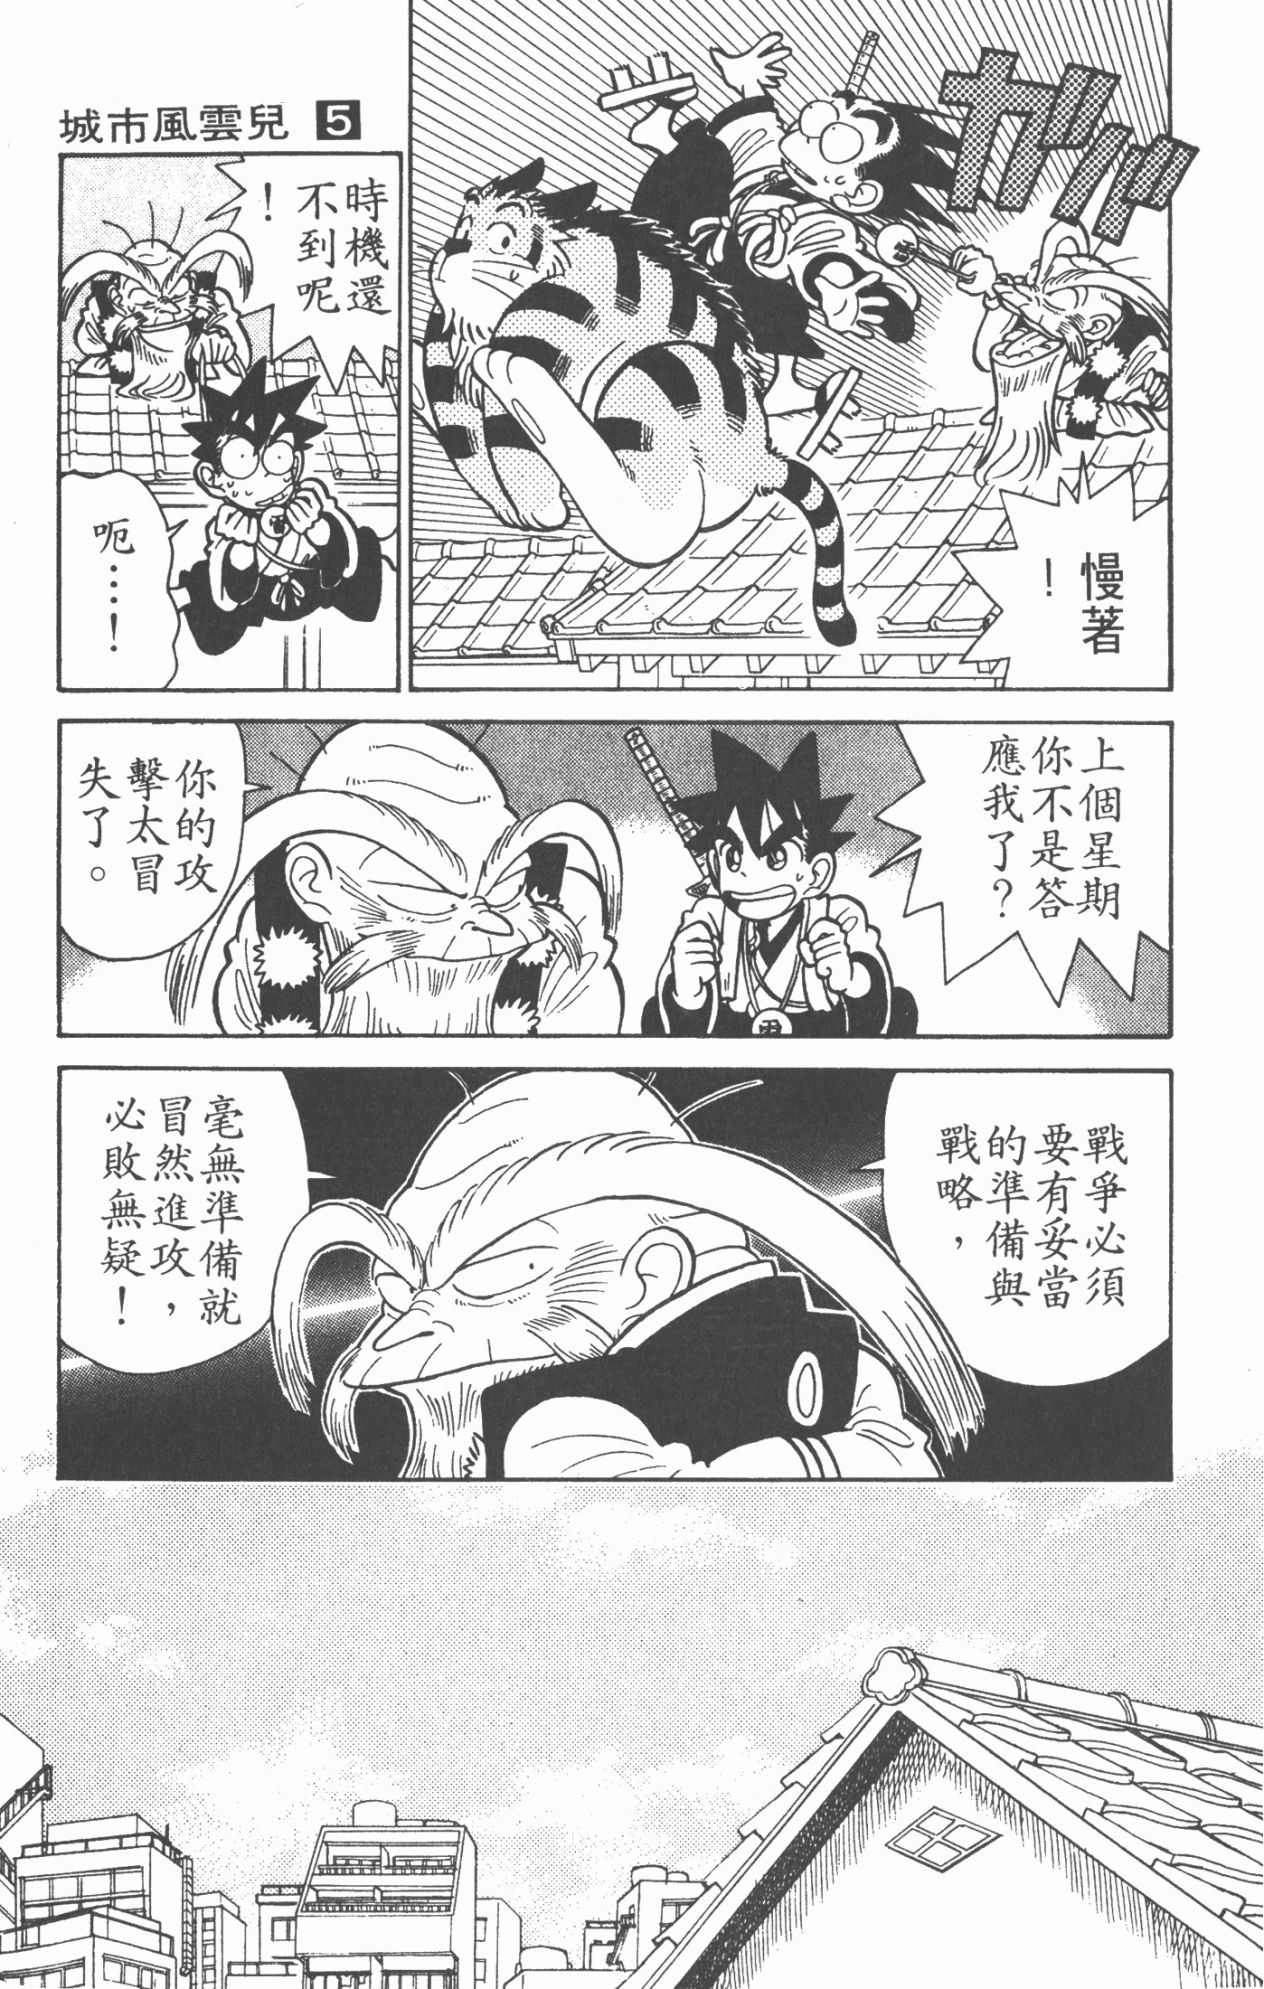 城市風雲兒 5
ガバッ
慢著
！
時機還
不到呢
！
呃……！
上個星期
你不是答
應我了？
你的攻
擊太冒
失了。
戰爭必須
要有妥當
的準備與
戰略，
毫無準備就
冒然進攻，
必敗無疑！